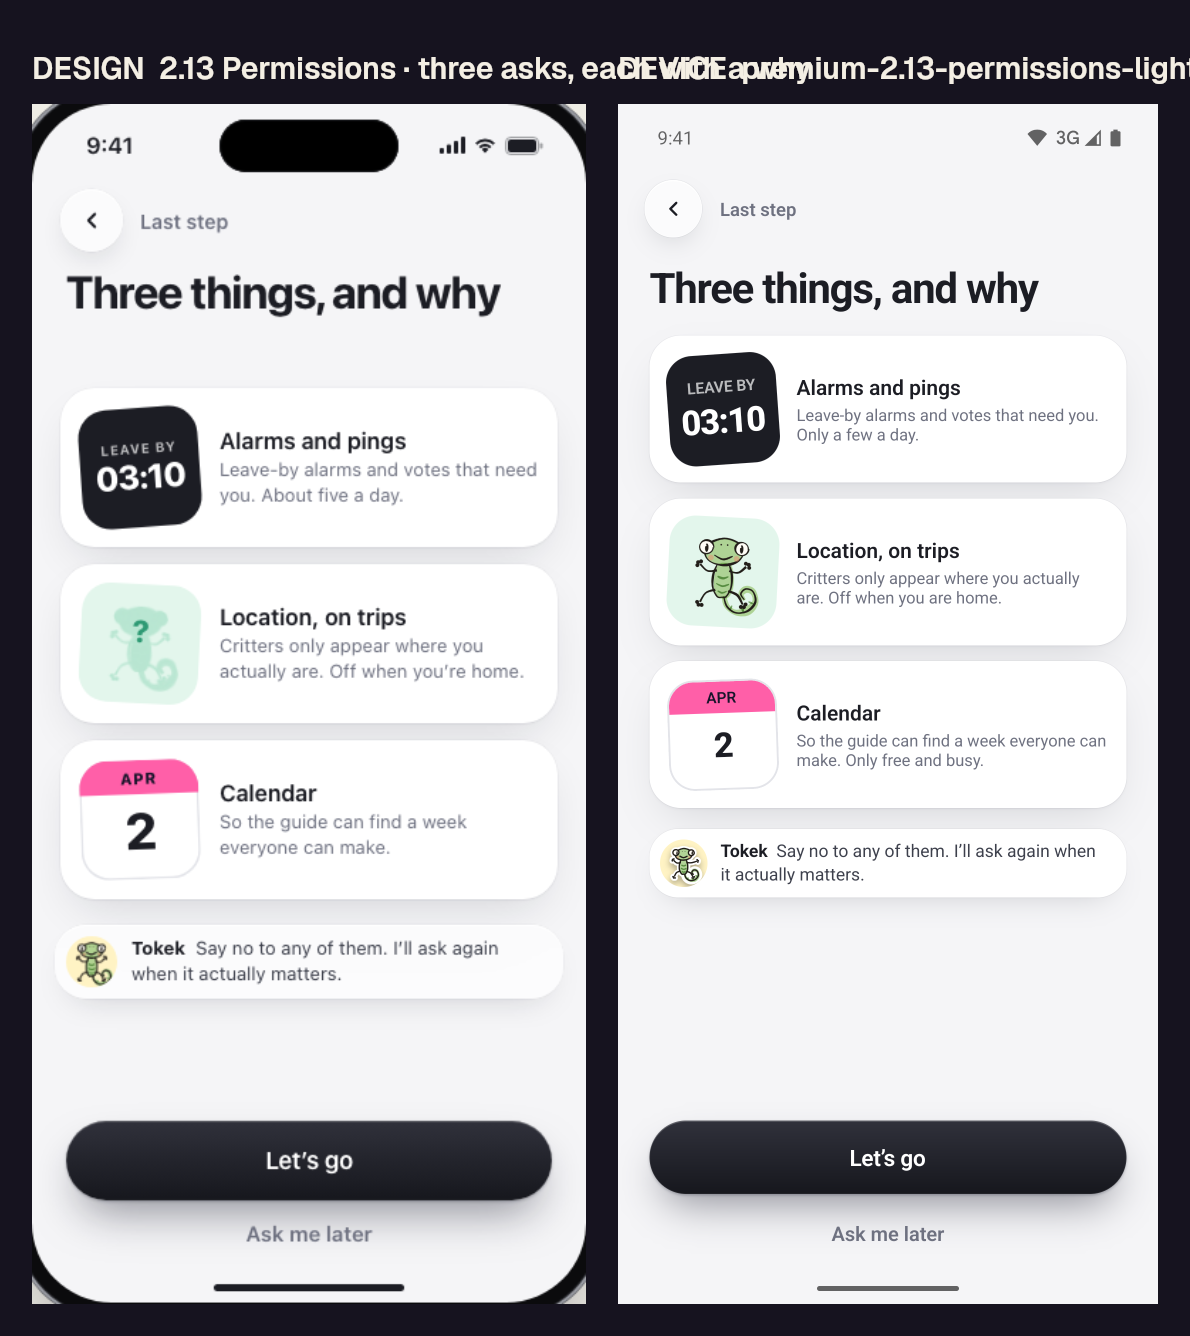 DESIGN 2.13 Permissions · three asks, each with a why
DEVICE premium-2.13-permissions-light
9:41
Last step
Three things, and why
LEAVE BY
03:10
Alarms and pings
Leave-by alarms and votes that need
you. About five a day.
?
Location, on trips
Critters only appear where you
actually are. Off when you’re home.
APR
2
Calendar
So the guide can find a week
everyone can make.
Tokek Say no to any of them. I’ll ask again
when it actually matters.
Let’s go
Ask me later
9:41
3G
Last step
Three things, and why
LEAVE BY
03:10
Alarms and pings
Leave-by alarms and votes that need you.
Only a few a day.
Location, on trips
Critters only appear where you actually
are. Off when you are home.
APR
2
Calendar
So the guide can find a week everyone can
make. Only free and busy.
Tokek Say no to any of them. I’ll ask again when
it actually matters.
Let’s go
Ask me later